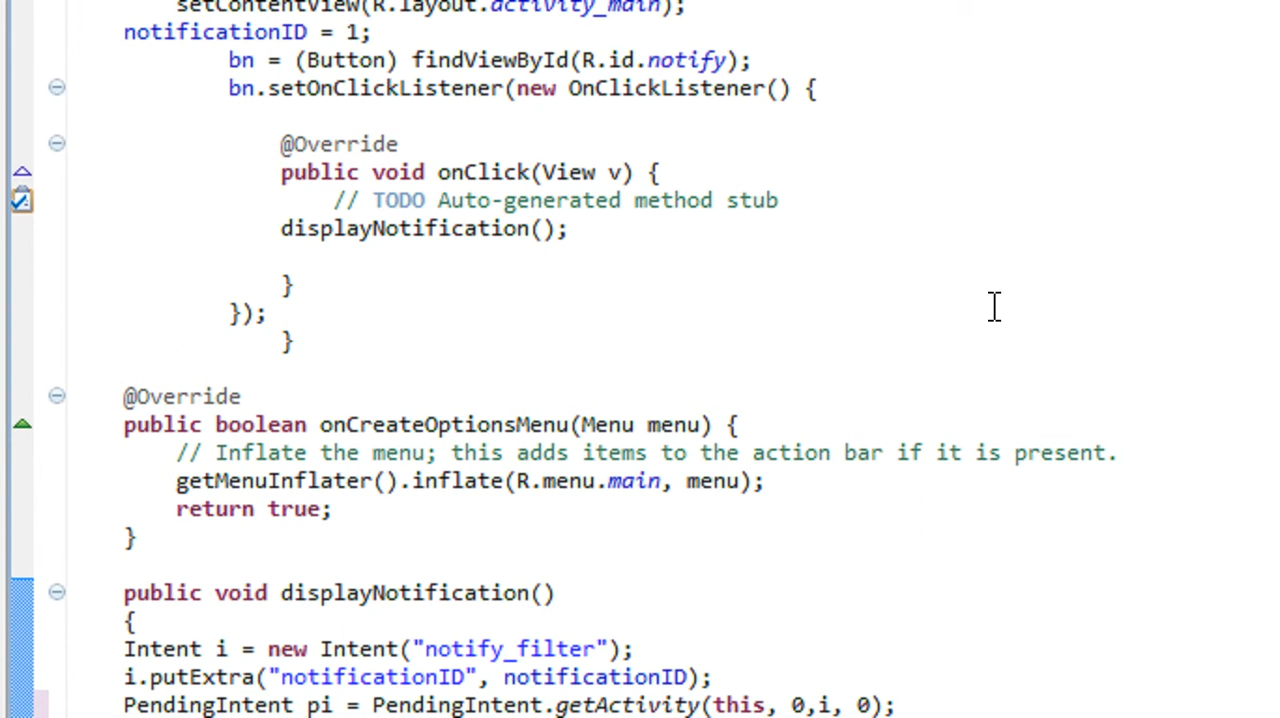 setContentView(R.layout.activity_main);
notificationID = 1;
bn = (Button) findViewById(R.id.notify);
bn.setOnClickListener(new OnClickListener() {
@Override
public void onClick(View v) {
// TODO Auto-generated method stub
displayNotification();
}
});
}
@Override
public boolean onCreateOptionsMenu(Menu menu) {
// Inflate the menu; this adds items to the action bar if it is present.
getMenuInflater().inflate(R.menu.main, menu);
return true;
}
public void displayNotification()
{
Intent i = new Intent("notify_filter");
i.putExtra("notificationID", notificationID);
PendingIntent pi = PendingIntent.getActivity(this, 0,i, 0);